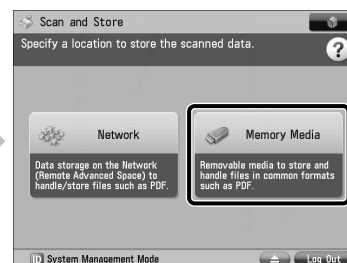 Scan and Store
Specify a location to store the scanned data.
?
Network
Data storage on the Network
(Remote Advanced Space) to
handle/store files such as PDF.
Memory Media
Removable media to store and
handle files in common formats
such as PDF.
ID System Management Mode
Log Out